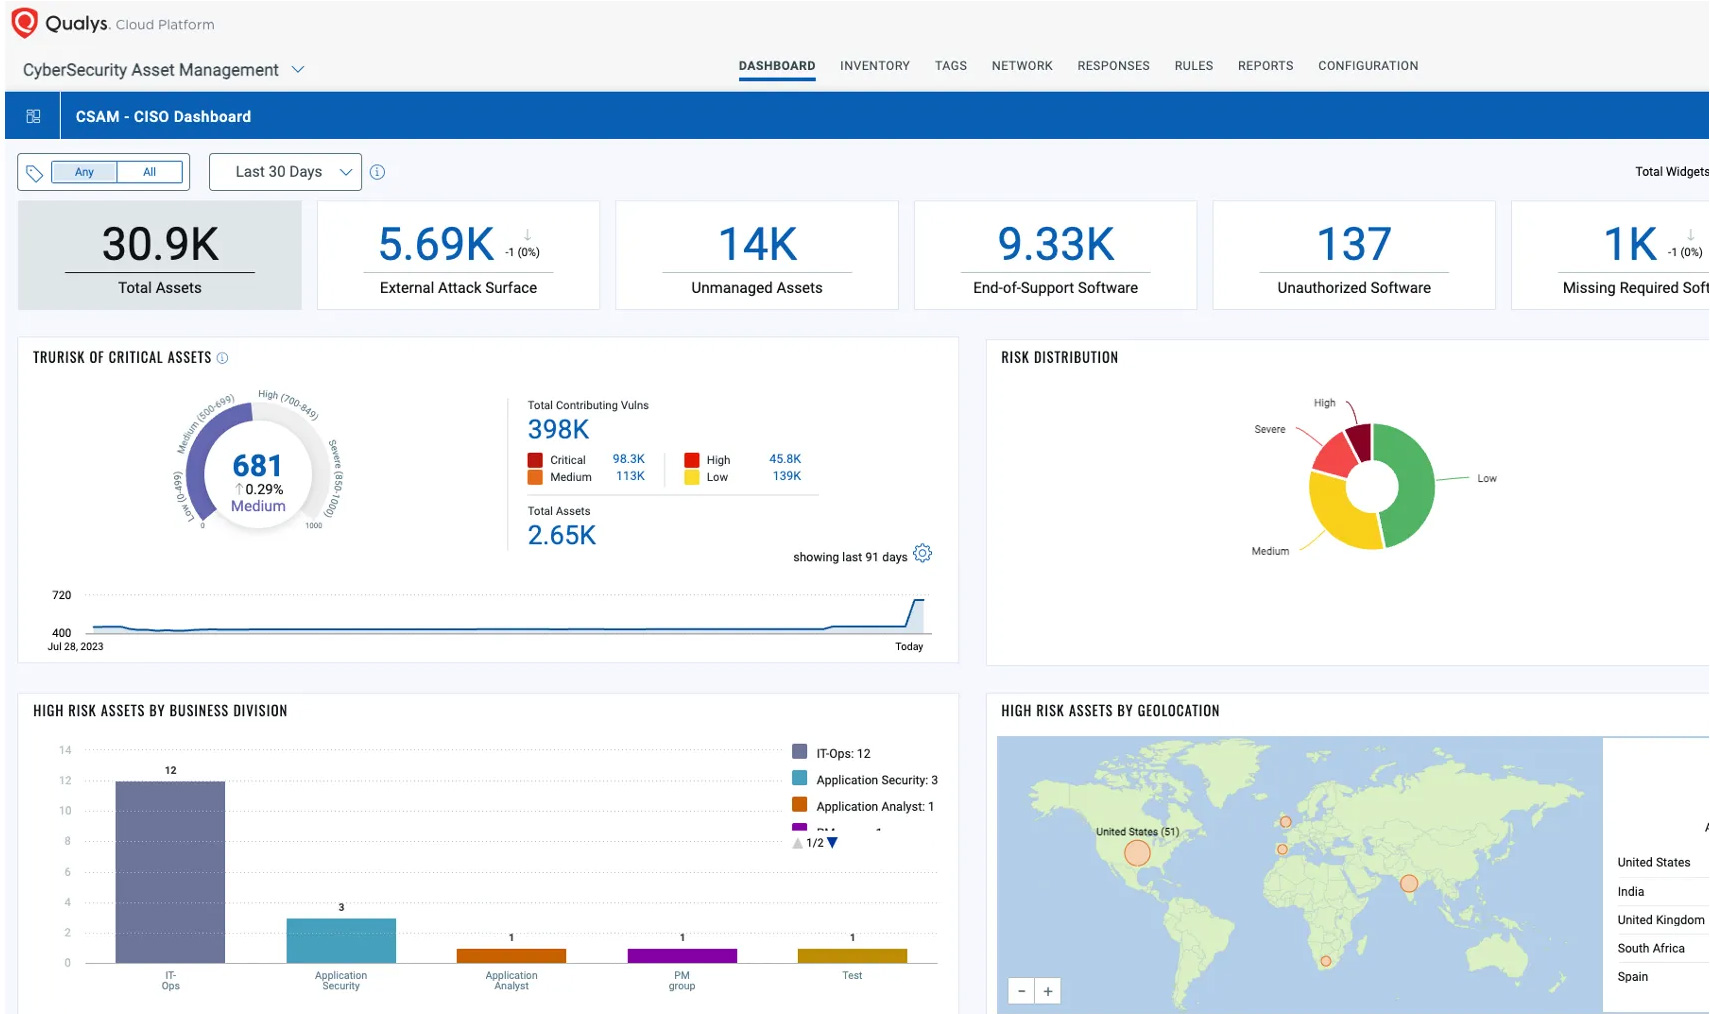 Qualys. Cloud Platform
CyberSecurity Asset Management
DASHBOARD INVENTORY TAGS NETWORK RESPONSES RULES REPORTS CONFIGURATION
CSAM - CISO Dashboard
Any All Last 30 Days Total Widgets
30.9K
Total Assets
5.69K -1 (0%)
External Attack Surface
14K
Unmanaged Assets
9.33K
End-of-Support Software
137
Unauthorized Software
1K -1 (0%)
Missing Required Soft
TRURISK OF CRITICAL ASSETS
Low (0-499)
Medium (500-699)
High (700-849)
Severe (850-1000)
681
↑0.29%
Medium
0 1000
Total Contributing Vulns
398K
Critical 98.3K High 45.8K
Medium 113K Low 139K
Total Assets
2.65K
showing last 91 days
720
400
Jul 28, 2023 Today
RISK DISTRIBUTION
High
Severe
Low
Medium
HIGH RISK ASSETS BY BUSINESS DIVISION
14
12
10
8
6
4
2
0
12
3
1
1
1
IT-
Ops
Application
Security
Application
Analyst
PM
group
Test
IT-Ops: 12
Application Security: 3
Application Analyst: 1
1/2
HIGH RISK ASSETS BY GEOLOCATION
United States (51)
- +
United States
India
United Kingdom
South Africa
Spain